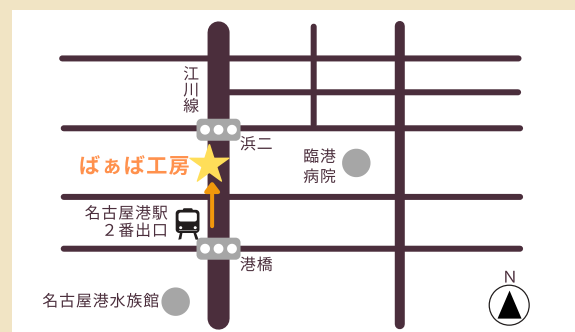 江川線
浜二
ばぁば工房
臨港
病院
名古屋港駅
２番出口
港橋
名古屋港水族館
N